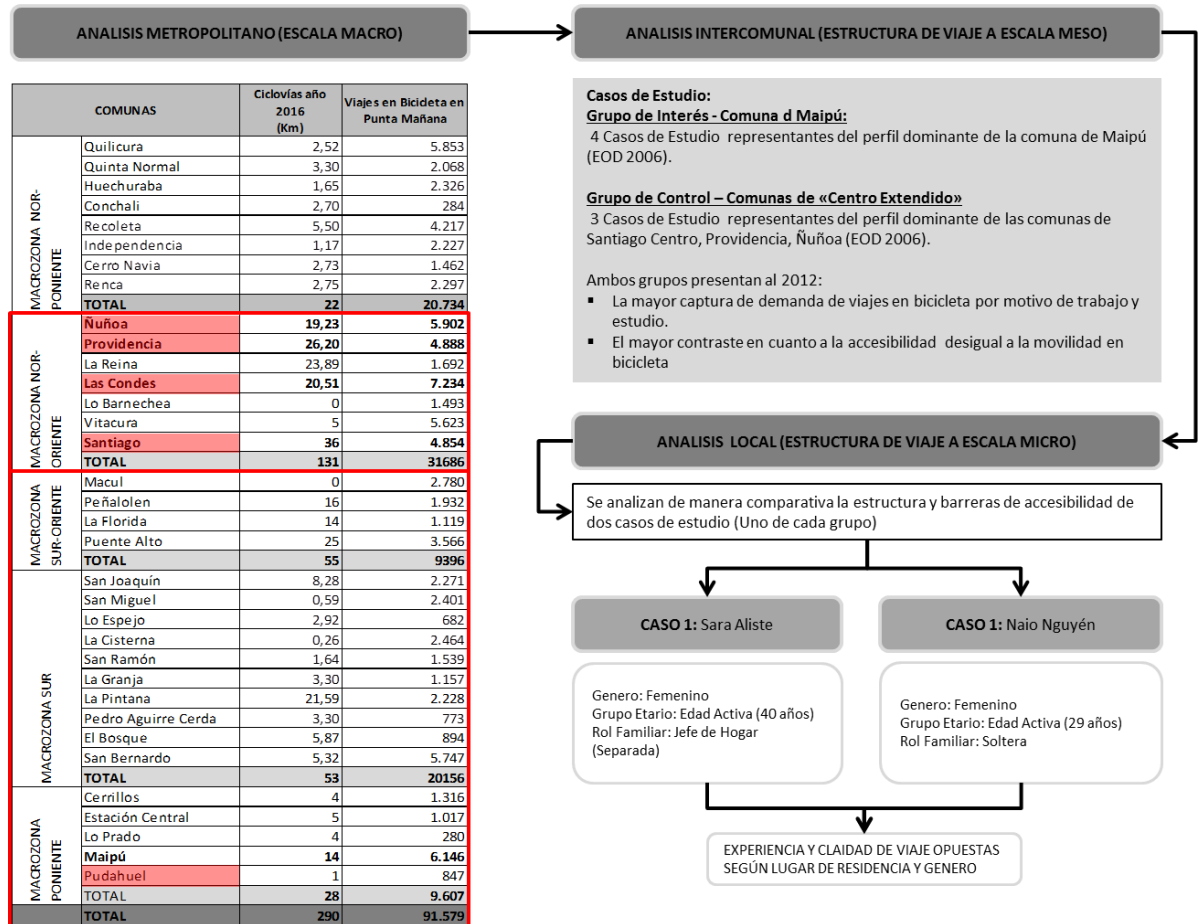 ANALISIS METROPOLITANO (ESCALA MACRO)
ANALISIS INTERCOMUNAL (ESTRUCTURA DE VIAJE A ESCALA MESO)
COMUNAS Ciclovías año 2016 (Km) Viajes en Bicideta en Punta Mañana
MACROZONA NOR-PONIENTE
Quilicura 2,52 5.853
Quinta Normal 3,30 2.068
Huechuraba 1,65 2.326
Conchali 2,70 284
Recoleta 5,50 4.217
Independencia 1,17 2.227
Cerro Navia 2,73 1.462
Renca 2,75 2.297
TOTAL 22 20.734
MACROZONA NOR-ORIENTE
Ñuñoa 19,23 5.902
Providencia 26,20 4.888
La Reina 23,89 1.692
Las Condes 20,51 7.234
Lo Barnechea 0 1.493
Vitacura 5 5.623
Santiago 36 4.854
TOTAL 131 31686
MACROZONA SUR-ORIENTE
Macul 0 2.780
Peñalolen 16 1.932
La Florida 14 1.119
Puente Alto 25 3.566
TOTAL 55 9396
MACROZONA SUR
San Joaquín 8,28 2.271
San Miguel 0,59 2.401
Lo Espejo 2,92 682
La Cisterna 0,26 2.464
San Ramón 1,64 1.539
La Granja 3,30 1.157
La Pintana 21,59 2.228
Pedro Aguirre Cerda 3,30 773
El Bosque 5,87 894
San Bernardo 5,32 5.747
TOTAL 53 20156
MACROZONA PONIENTE
Cerrillos 4 1.316
Estación Central 5 1.017
Lo Prado 4 280
Maipú 14 6.146
Pudahuel 1 847
TOTAL 28 9.607
TOTAL 290 91.579
Casos de Estudio:
Grupo de Interés - Comuna d Maipú:
4 Casos de Estudio representantes del perfil dominante de la comuna de Maipú
(EOD 2006).
Grupo de Control – Comunas de «Centro Extendido»
3 Casos de Estudio representantes del perfil dominante de las comunas de
Santiago Centro, Providencia, Ñuñoa (EOD 2006).
Ambos grupos presentan al 2012:
▪ La mayor captura de demanda de viajes en bicicleta por motivo de trabajo y
estudio.
▪ El mayor contraste en cuanto a la accesibilidad desigual a la movilidad en
bicicleta
ANALISIS LOCAL (ESTRUCTURA DE VIAJE A ESCALA MICRO)
Se analizan de manera comparativa la estructura y barreras de accesibilidad de
dos casos de estudio (Uno de cada grupo)
CASO 1: Sara Aliste
Genero: Femenino
Grupo Etario: Edad Activa (40 años)
Rol Familiar: Jefe de Hogar
(Separada)
CASO 1: Naio Nguyén
Genero: Femenino
Grupo Etario: Edad Activa (29 años)
Rol Familiar: Soltera
EXPERIENCIA Y CLAIDAD DE VIAJE OPUESTAS
SEGÚN LUGAR DE RESIDENCIA Y GENERO